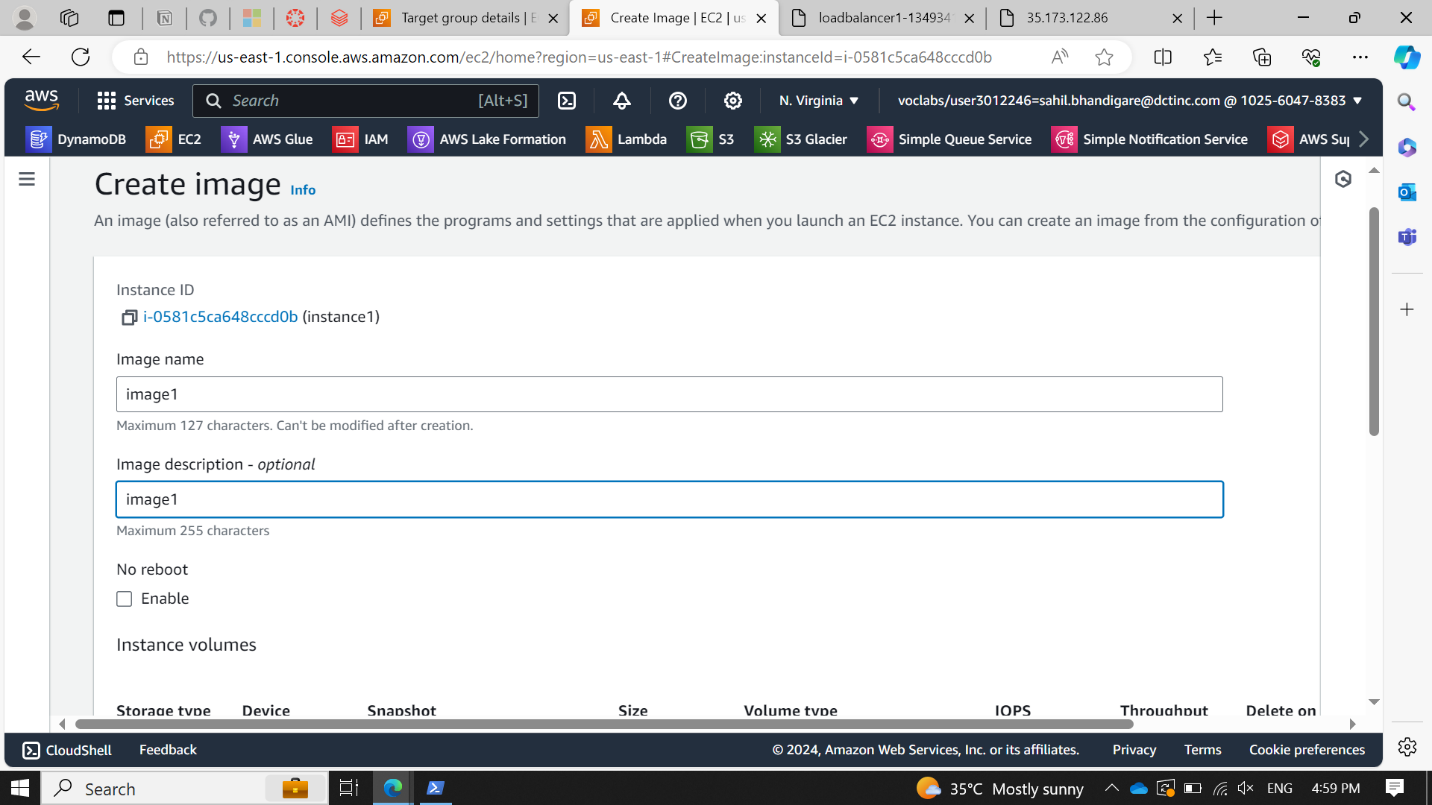 Target group details | E
Create Image | EC2 | us
loadbalancer1-134934
35.173.122.86
https://us-east-1.console.aws.amazon.com/ec2/home?region=us-east-1#CreateImage:instanceId=i-0581c5ca648cccd0b
aws
Services
Search
[Alt+S]
N. Virginia
voclabs/user3012246=sahil.bhandigare@dctinc.com @ 1025-6047-8383
DynamoDB
EC2
AWS Glue
IAM
AWS Lake Formation
Lambda
S3
S3 Glacier
Simple Queue Service
Simple Notification Service
AWS Sup
Create image Info
An image (also referred to as an AMI) defines the programs and settings that are applied when you launch an EC2 instance. You can create an image from the configuration o
Instance ID
i-0581c5ca648cccd0b (instance1)
Image name
image1
Maximum 127 characters. Can't be modified after creation.
Image description - optional
image1
Maximum 255 characters
No reboot
Enable
Instance volumes
Storage type
Device
Snapshot
Size
Volume type
IOPS
Throughput
Delete on
CloudShell
Feedback
© 2024, Amazon Web Services, Inc. or its affiliates.
Privacy
Terms
Cookie preferences
Search
35°C Mostly sunny
ENG
4:59 PM